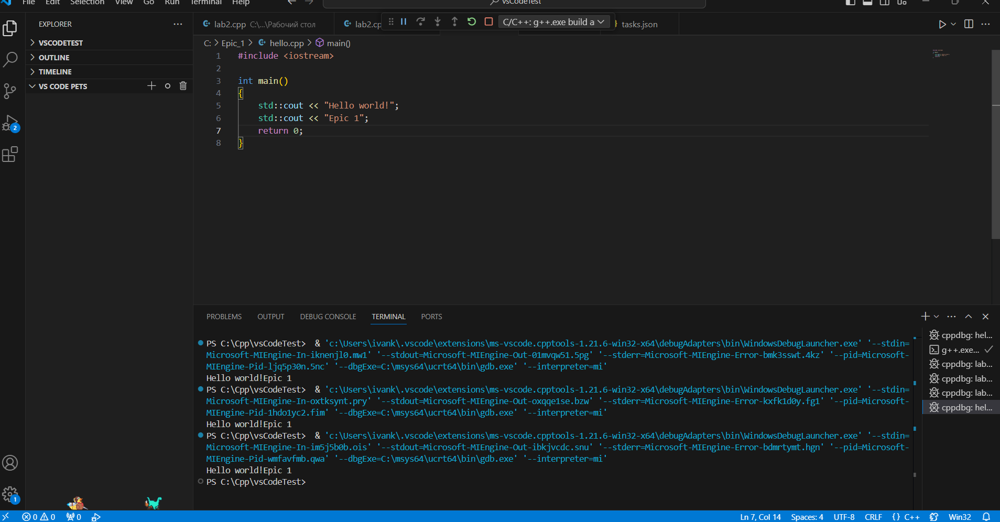 File Edit Selection View Go Run Terminal Help
vsCodeTest
EXPLORER
lab2.cpp C:\...\Рабочий стол
lab2.cp
C/C++: g++.exe build a
tasks.json
VSCODETEST
OUTLINE
TIMELINE
VS CODE PETS
2
1
C: > Epic_1 > hello.cpp > main()
1 #include <iostream>
2
3 int main()
4 {
5 std::cout << "Hello world!";
6 std::cout << "Epic 1";
7 return 0;
8 }
PROBLEMS OUTPUT DEBUG CONSOLE TERMINAL PORTS
PS C:\Cpp\vsCodeTest> & 'c:\Users\ivank\.vscode\extensions\ms-vscode.cpptools-1.21.6-win32-x64\debugAdapters\bin\WindowsDebugLauncher.exe' '--stdin=
Microsoft-MIEngine-In-iknenjl0.mw1' '--stdout=Microsoft-MIEngine-Out-01mvqw51.5pg' '--stderr=Microsoft-MIEngine-Error-bmk3sswt.4kz' '--pid=Microsoft-
MIEngine-Pid-ljq5p30n.5nc' '--dbgExe=C:\msys64\ucrt64\bin\gdb.exe' '--interpreter=mi'
Hello world!Epic 1
PS C:\Cpp\vsCodeTest> & 'c:\Users\ivank\.vscode\extensions\ms-vscode.cpptools-1.21.6-win32-x64\debugAdapters\bin\WindowsDebugLauncher.exe' '--stdin=
Microsoft-MIEngine-In-oxtksynt.pry' '--stdout=Microsoft-MIEngine-Out-oxqqe1se.bzw' '--stderr=Microsoft-MIEngine-Error-kxfk1d0y.fg1' '--pid=Microsoft-
MIEngine-Pid-1hdo1yc2.fim' '--dbgExe=C:\msys64\ucrt64\bin\gdb.exe' '--interpreter=mi'
Hello world!Epic 1
PS C:\Cpp\vsCodeTest> & 'c:\Users\ivank\.vscode\extensions\ms-vscode.cpptools-1.21.6-win32-x64\debugAdapters\bin\WindowsDebugLauncher.exe' '--stdin=
Microsoft-MIEngine-In-im5j5b0b.ois' '--stdout=Microsoft-MIEngine-Out-ibkjvcdc.snu' '--stderr=Microsoft-MIEngine-Error-bdmrtymt.hgn' '--pid=Microsoft-
MIEngine-Pid-wmfavfmb.qwa' '--dbgExe=C:\msys64\ucrt64\bin\gdb.exe' '--interpreter=mi'
Hello world!Epic 1
PS C:\Cpp\vsCodeTest>
cppdbg: hel...
g++.exe...
cppdbg: lab...
cppdbg: lab...
cppdbg: lab...
cppdbg: hel...
0 0 0
Ln 7, Col 14 Spaces: 4 UTF-8 CRLF {} C++ Win32